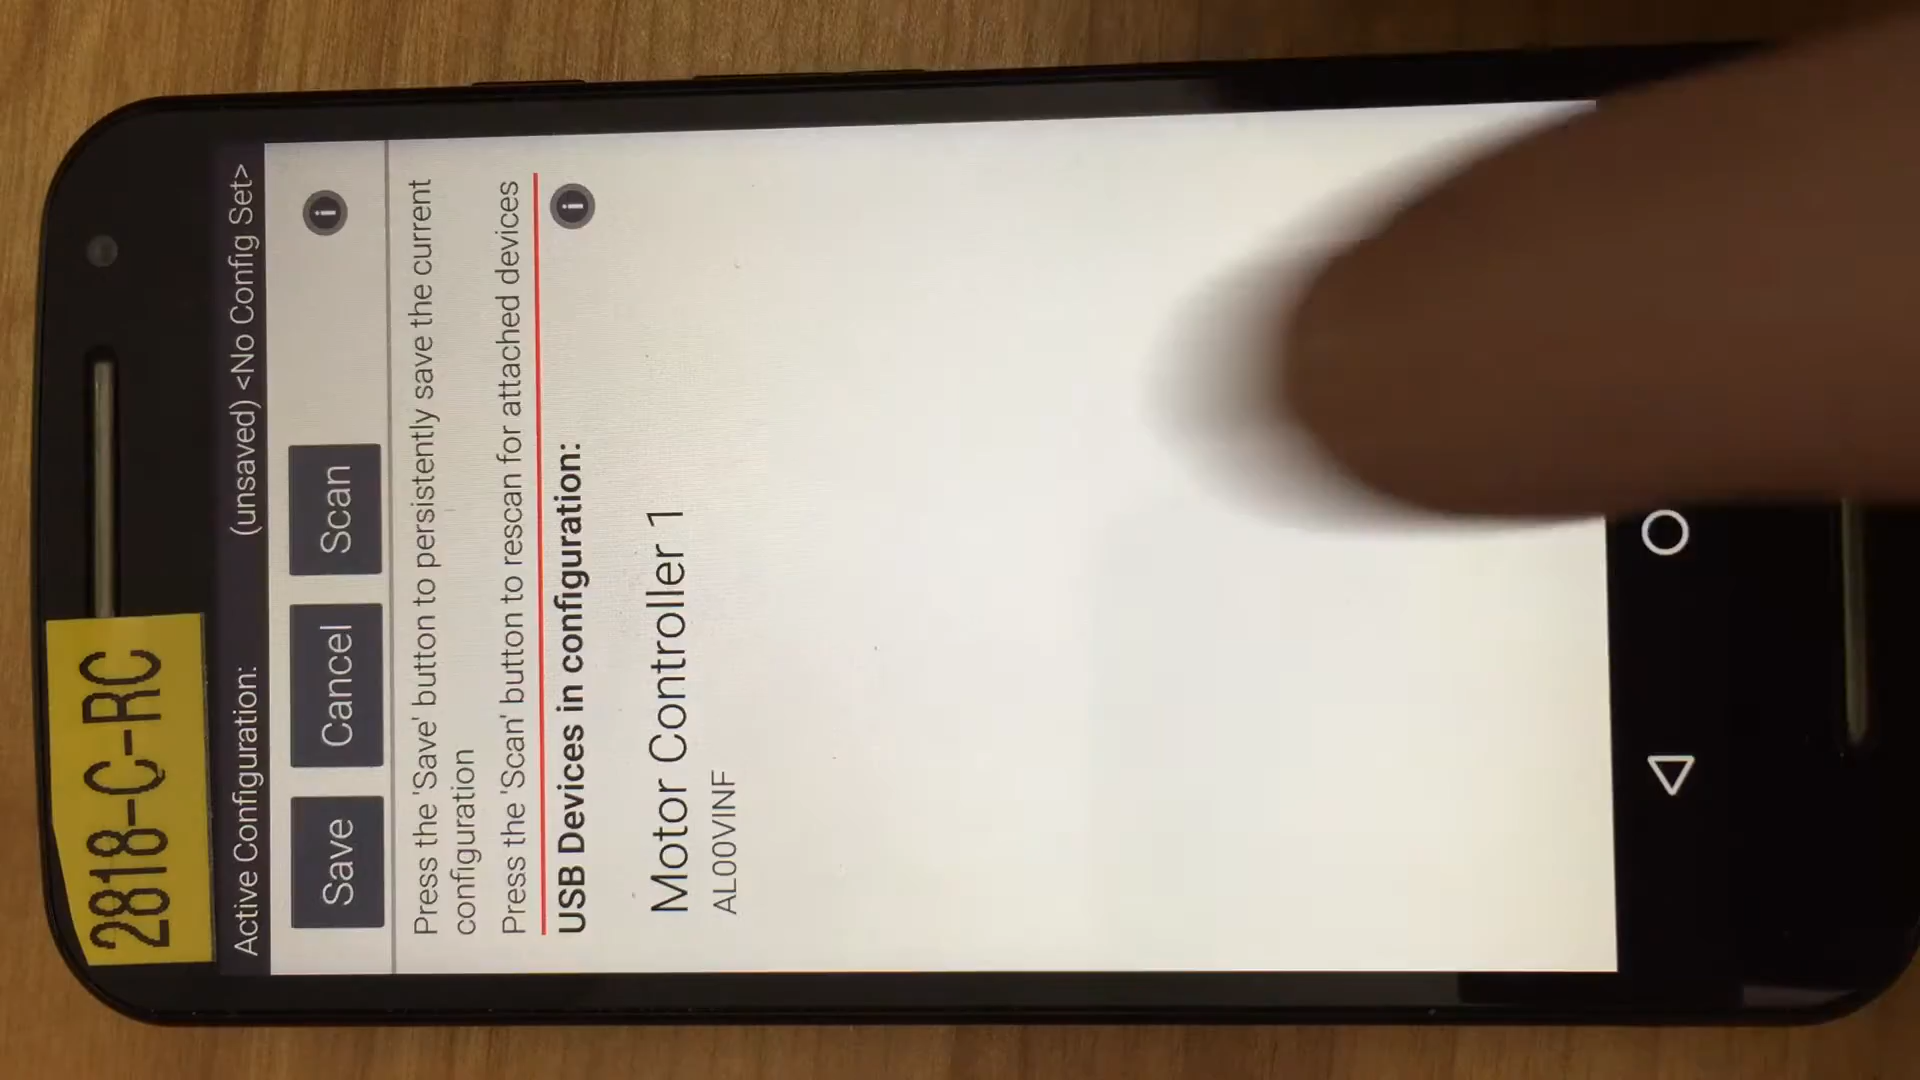 2818-C-RC
Active Configuration: (unsaved) <No Config Set>
Save Cancel Scan
Press the 'Save' button to persistently save the current
configuration
Press the 'Scan' button to rescan for attached devices
USB Devices in configuration:
Motor Controller 1
AL00VINF